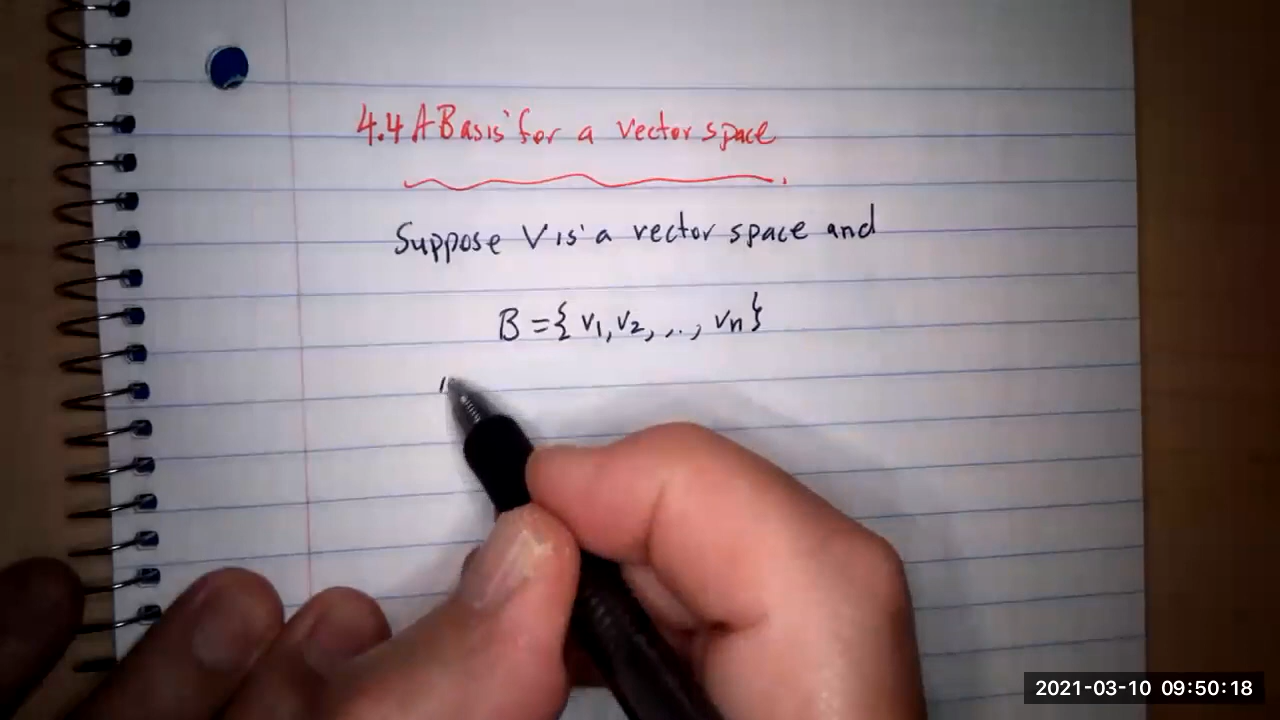 4.4 A Basis for a vector space
Suppose V is a vector space and
B = { v1, v2, .., vn }
2021-03-10 09:50:18